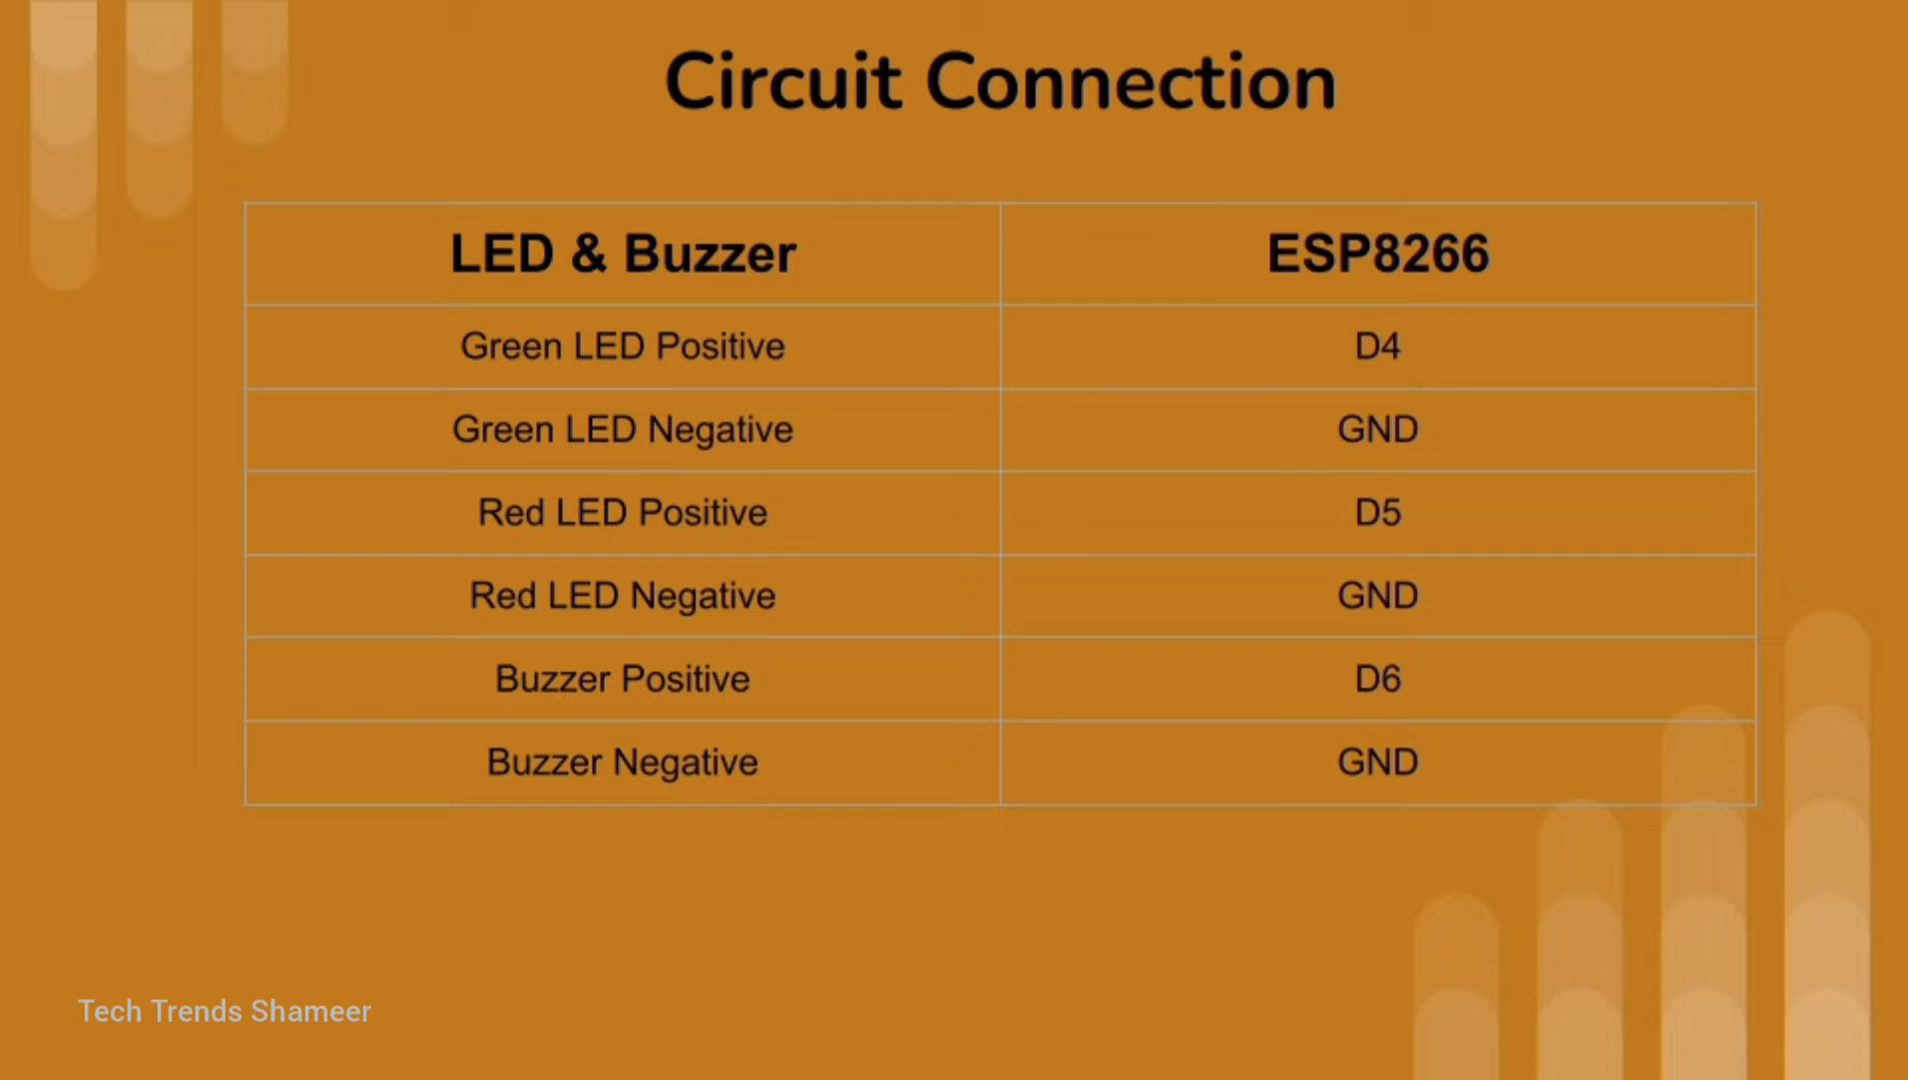 Circuit Connection
LED & Buzzer ESP8266
Green LED Positive D4
Green LED Negative GND
Red LED Positive D5
Red LED Negative GND
Buzzer Positive D6
Buzzer Negative GND
Tech Trends Shameer